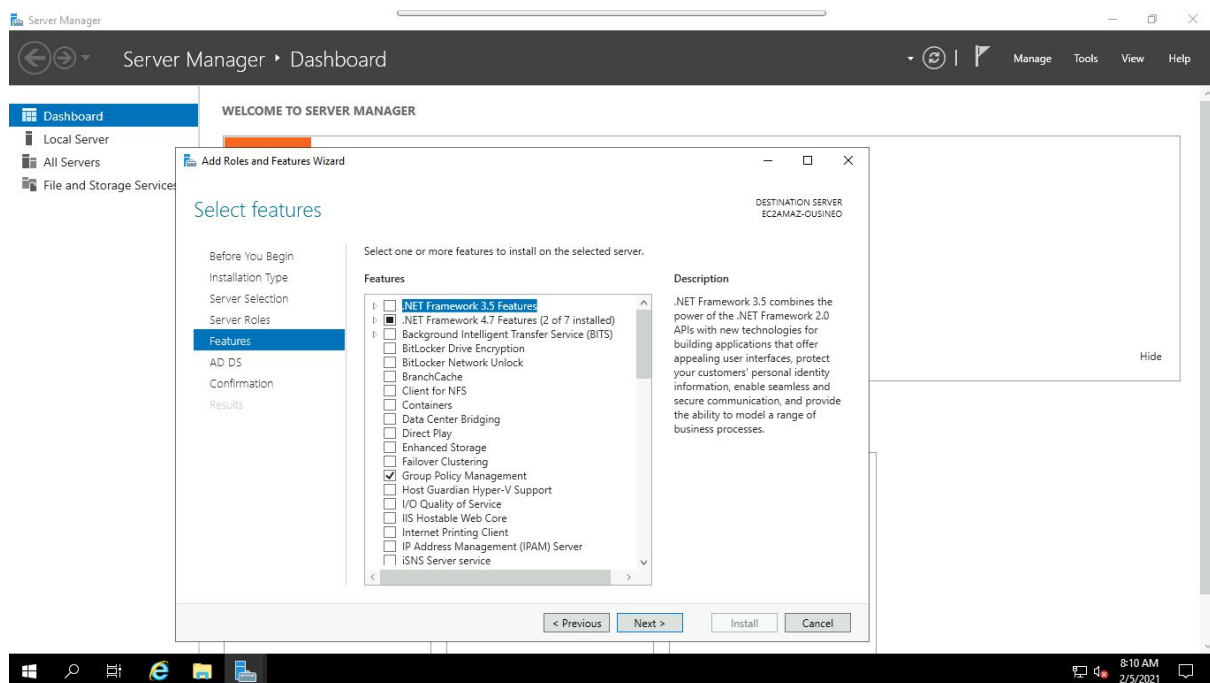 Server Manager
Server Manager • Dashboard
Manage Tools View Help
Dashboard
Local Server
All Servers
File and Storage Services
WELCOME TO SERVER MANAGER
Add Roles and Features Wizard
Select features
DESTINATION SERVER
EC2AMAZ-OUSINEO
Before You Begin
Installation Type
Server Selection
Server Roles
Features
AD DS
Confirmation
Results
Select one or more features to install on the selected server.
Features
.NET Framework 3.5 Features
.NET Framework 4.7 Features (2 of 7 installed)
Background Intelligent Transfer Service (BITS)
BitLocker Drive Encryption
BitLocker Network Unlock
BranchCache
Client for NFS
Containers
Data Center Bridging
Direct Play
Enhanced Storage
Failover Clustering
Group Policy Management
Host Guardian Hyper-V Support
I/O Quality of Service
IIS Hostable Web Core
Internet Printing Client
IP Address Management (IPAM) Server
iSNS Server service
Description
.NET Framework 3.5 combines the
power of the .NET Framework 2.0
APIs with new technologies for
building applications that offer
appealing user interfaces, protect
your customers' personal identity
information, enable seamless and
secure communication, and provide
the ability to model a range of
business processes.
Hide
< Previous Next > Install Cancel
8:10 AM
2/5/2021